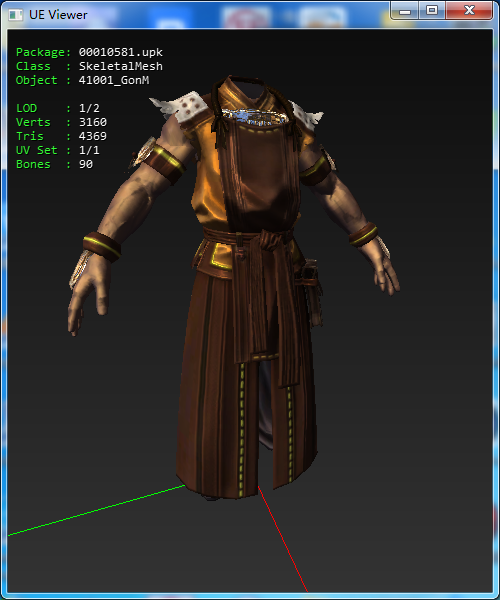 UE Viewer
Package: 00010581.upk
Class : SkeletalMesh
Object : 41001_GonM
LOD : 1/2
Verts : 3160
Tris : 4369
UV Set : 1/1
Bones : 90